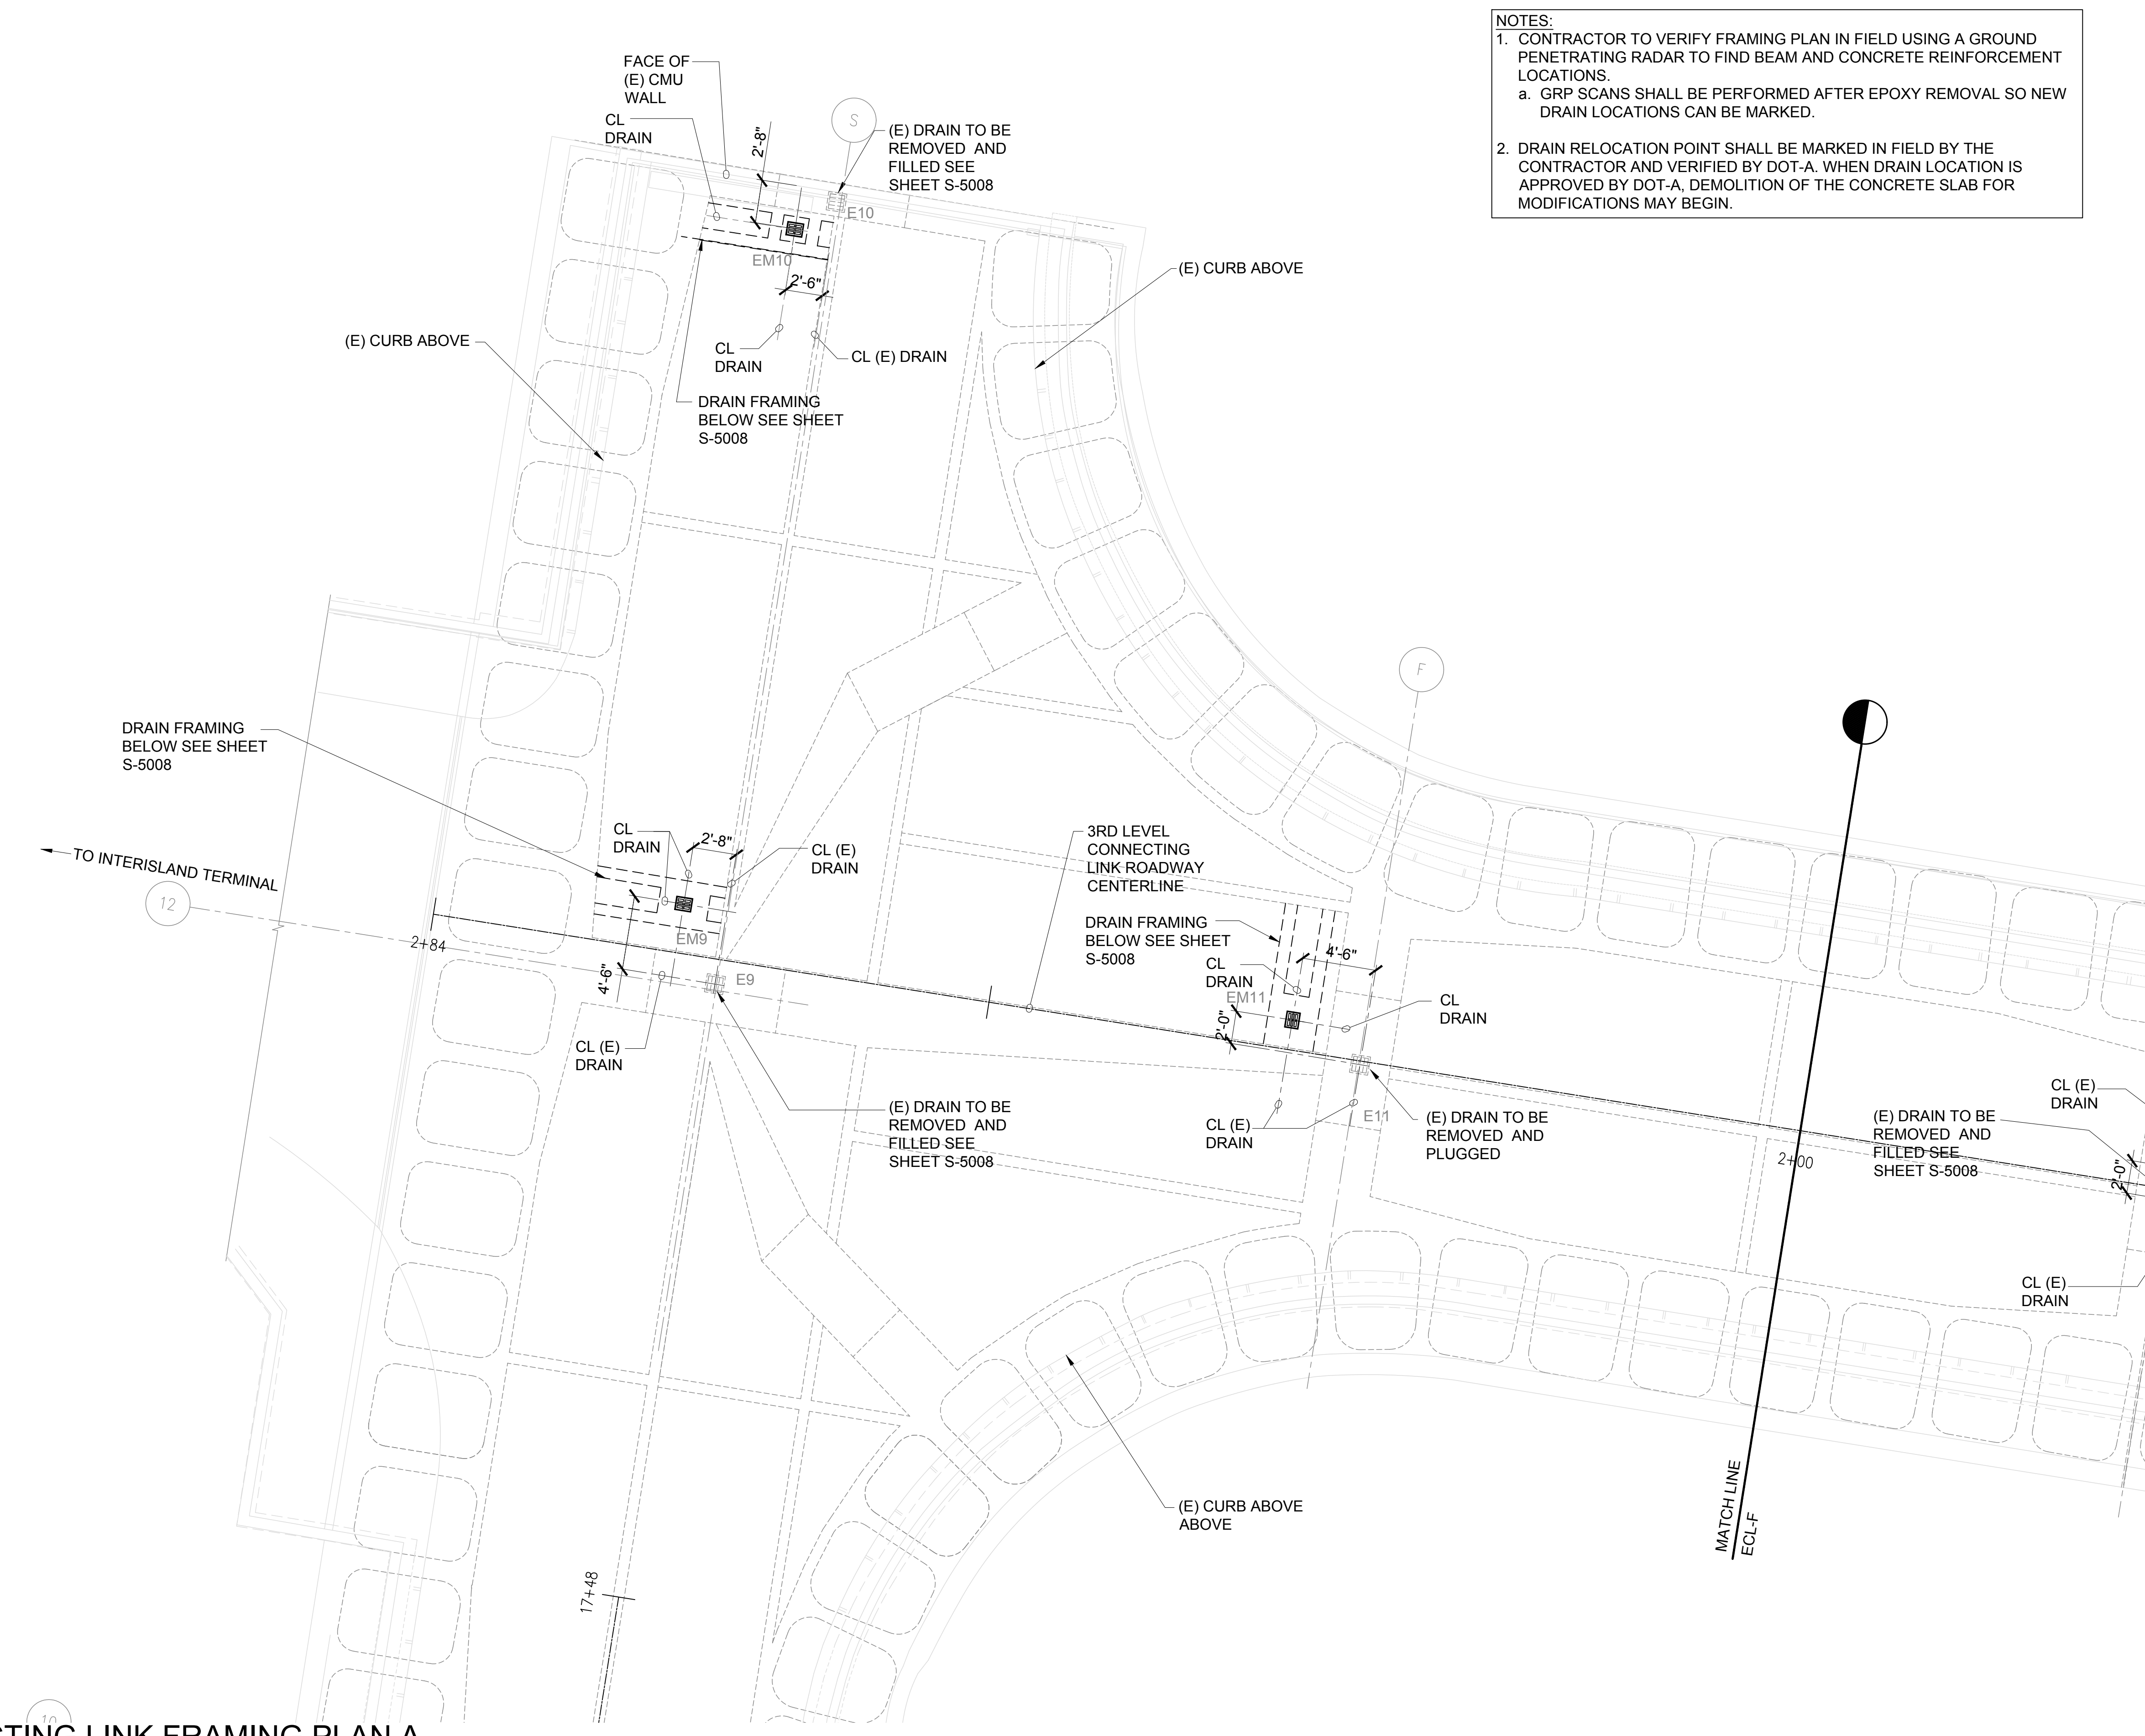 NOTES:
1. CONTRACTOR TO VERIFY FRAMING PLAN IN FIELD USING A GROUND
PENETRATING RADAR TO FIND BEAM AND CONCRETE REINFORCEMENT
LOCATIONS.
a. GRP SCANS SHALL BE PERFORMED AFTER EPOXY REMOVAL SO NEW
DRAIN LOCATIONS CAN BE MARKED.
2. DRAIN RELOCATION POINT SHALL BE MARKED IN FIELD BY THE
CONTRACTOR AND VERIFIED BY DOT-A. WHEN DRAIN LOCATION IS
APPROVED BY DOT-A, DEMOLITION OF THE CONCRETE SLAB FOR
MODIFICATIONS MAY BEGIN.
FACE OF
(E) CMU
WALL
CL
DRAIN
2'-8"
S
(E) DRAIN TO BE
REMOVED AND
FILLED SEE
SHEET S-5008
E10
EM10
2'-6"
(E) CURB ABOVE
(E) CURB ABOVE
CL
DRAIN
CL (E) DRAIN
DRAIN FRAMING
BELOW SEE SHEET
S-5008
F
DRAIN FRAMING
BELOW SEE SHEET
S-5008
TO INTERISLAND TERMINAL
12
2+84
CL
DRAIN
2'-8"
CL (E)
DRAIN
EM9
4'-6"
E9
CL (E)
DRAIN
3RD LEVEL
CONNECTING
LINK ROADWAY
CENTERLINE
DRAIN FRAMING
BELOW SEE SHEET
S-5008
4'-6"
CL
DRAIN
EM11
2'-0"
CL
DRAIN
(E) DRAIN TO BE
REMOVED AND
FILLED SEE
SHEET S-5008
CL (E)
DRAIN
E11
(E) DRAIN TO BE
REMOVED AND
PLUGGED
2+00
CL (E)
DRAIN
(E) DRAIN TO BE
REMOVED AND
FILLED SEE
SHEET S-5008
2'-0"
CL (E)
DRAIN
(E) CURB ABOVE
ABOVE
MATCH LINE
ECL-F
17+48
10
LINK FRAMING PLAN A